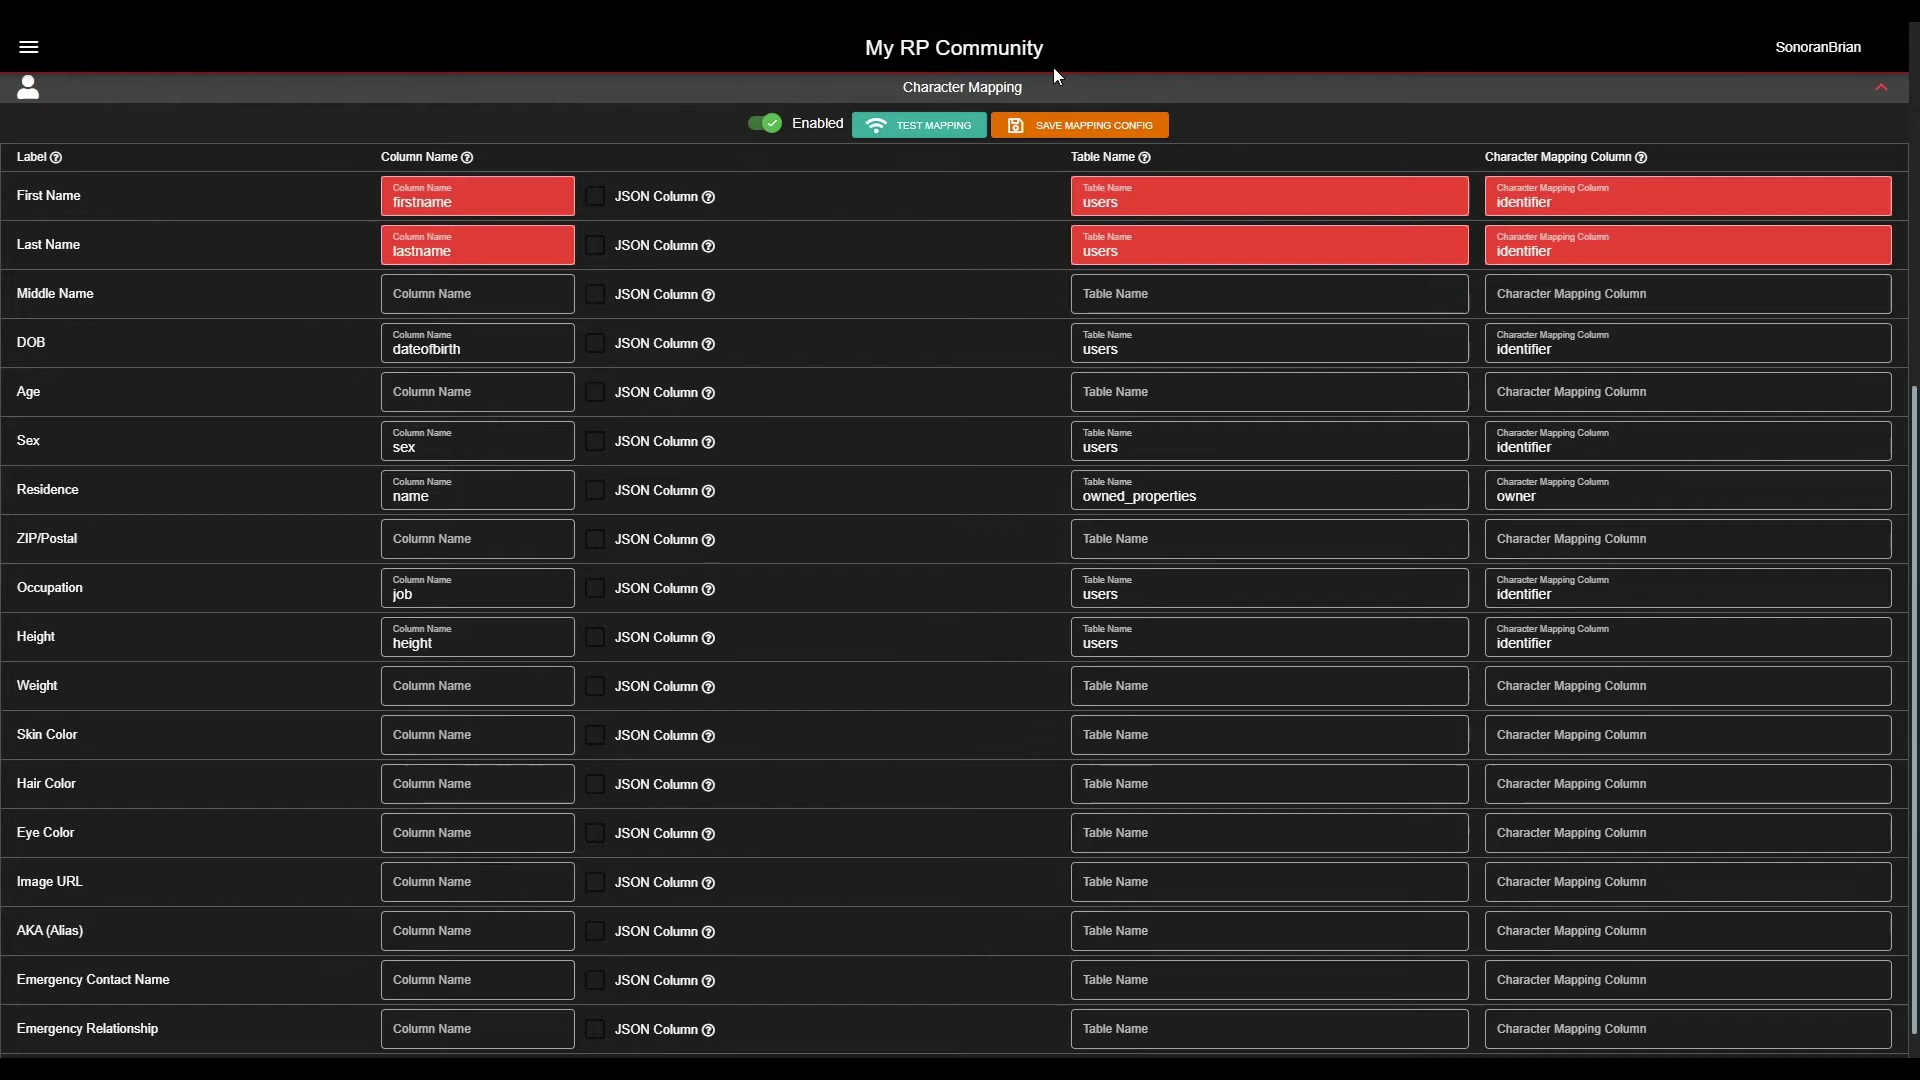 My RP Community
SonoranBrian
Character Mapping
Enabled
TEST MAPPING
SAVE MAPPING CONFIG
Label
Column Name
Table Name
Character Mapping Column
First Name
Column Name
firstname
JSON Column
Table Name
users
Character Mapping Column
identifier
Last Name
Column Name
lastname
JSON Column
Table Name
users
Character Mapping Column
identifier
Middle Name
Column Name
JSON Column
Table Name
Character Mapping Column
DOB
Column Name
dateofbirth
JSON Column
Table Name
users
Character Mapping Column
identifier
Age
Column Name
JSON Column
Table Name
Character Mapping Column
Sex
Column Name
sex
JSON Column
Table Name
users
Character Mapping Column
identifier
Residence
Column Name
name
JSON Column
Table Name
owned_properties
Character Mapping Column
owner
ZIP/Postal
Column Name
JSON Column
Table Name
Character Mapping Column
Occupation
Column Name
job
JSON Column
Table Name
users
Character Mapping Column
identifier
Height
Column Name
height
JSON Column
Table Name
users
Character Mapping Column
identifier
Weight
Column Name
JSON Column
Table Name
Character Mapping Column
Skin Color
Column Name
JSON Column
Table Name
Character Mapping Column
Hair Color
Column Name
JSON Column
Table Name
Character Mapping Column
Eye Color
Column Name
JSON Column
Table Name
Character Mapping Column
Image URL
Column Name
JSON Column
Table Name
Character Mapping Column
AKA (Alias)
Column Name
JSON Column
Table Name
Character Mapping Column
Emergency Contact Name
Column Name
JSON Column
Table Name
Character Mapping Column
Emergency Relationship
Column Name
JSON Column
Table Name
Character Mapping Column